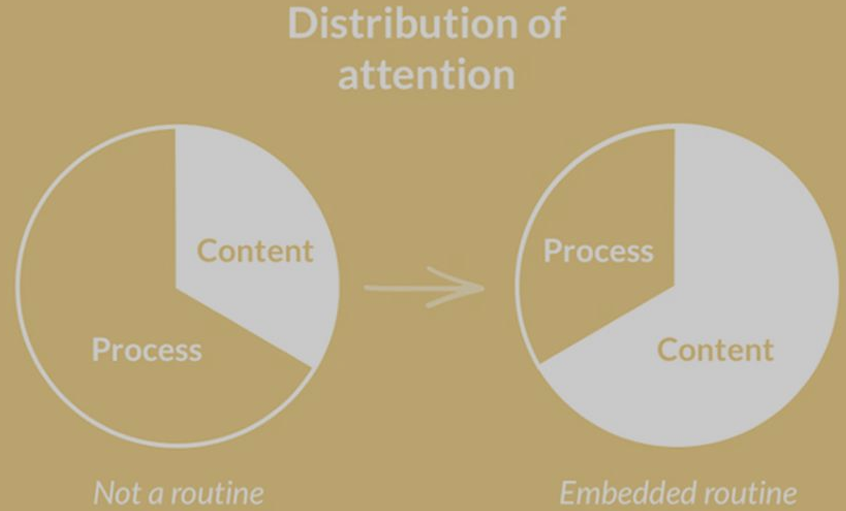 Distribution of
attention
Content
Process
Not a routine
Process
Content
Embedded routine